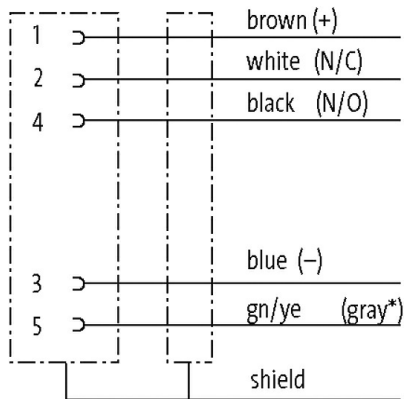 1 brown (+)
2 white (N/C)
4 black (N/O)
3 blue (–)
5 gn/ye (gray*)
shield